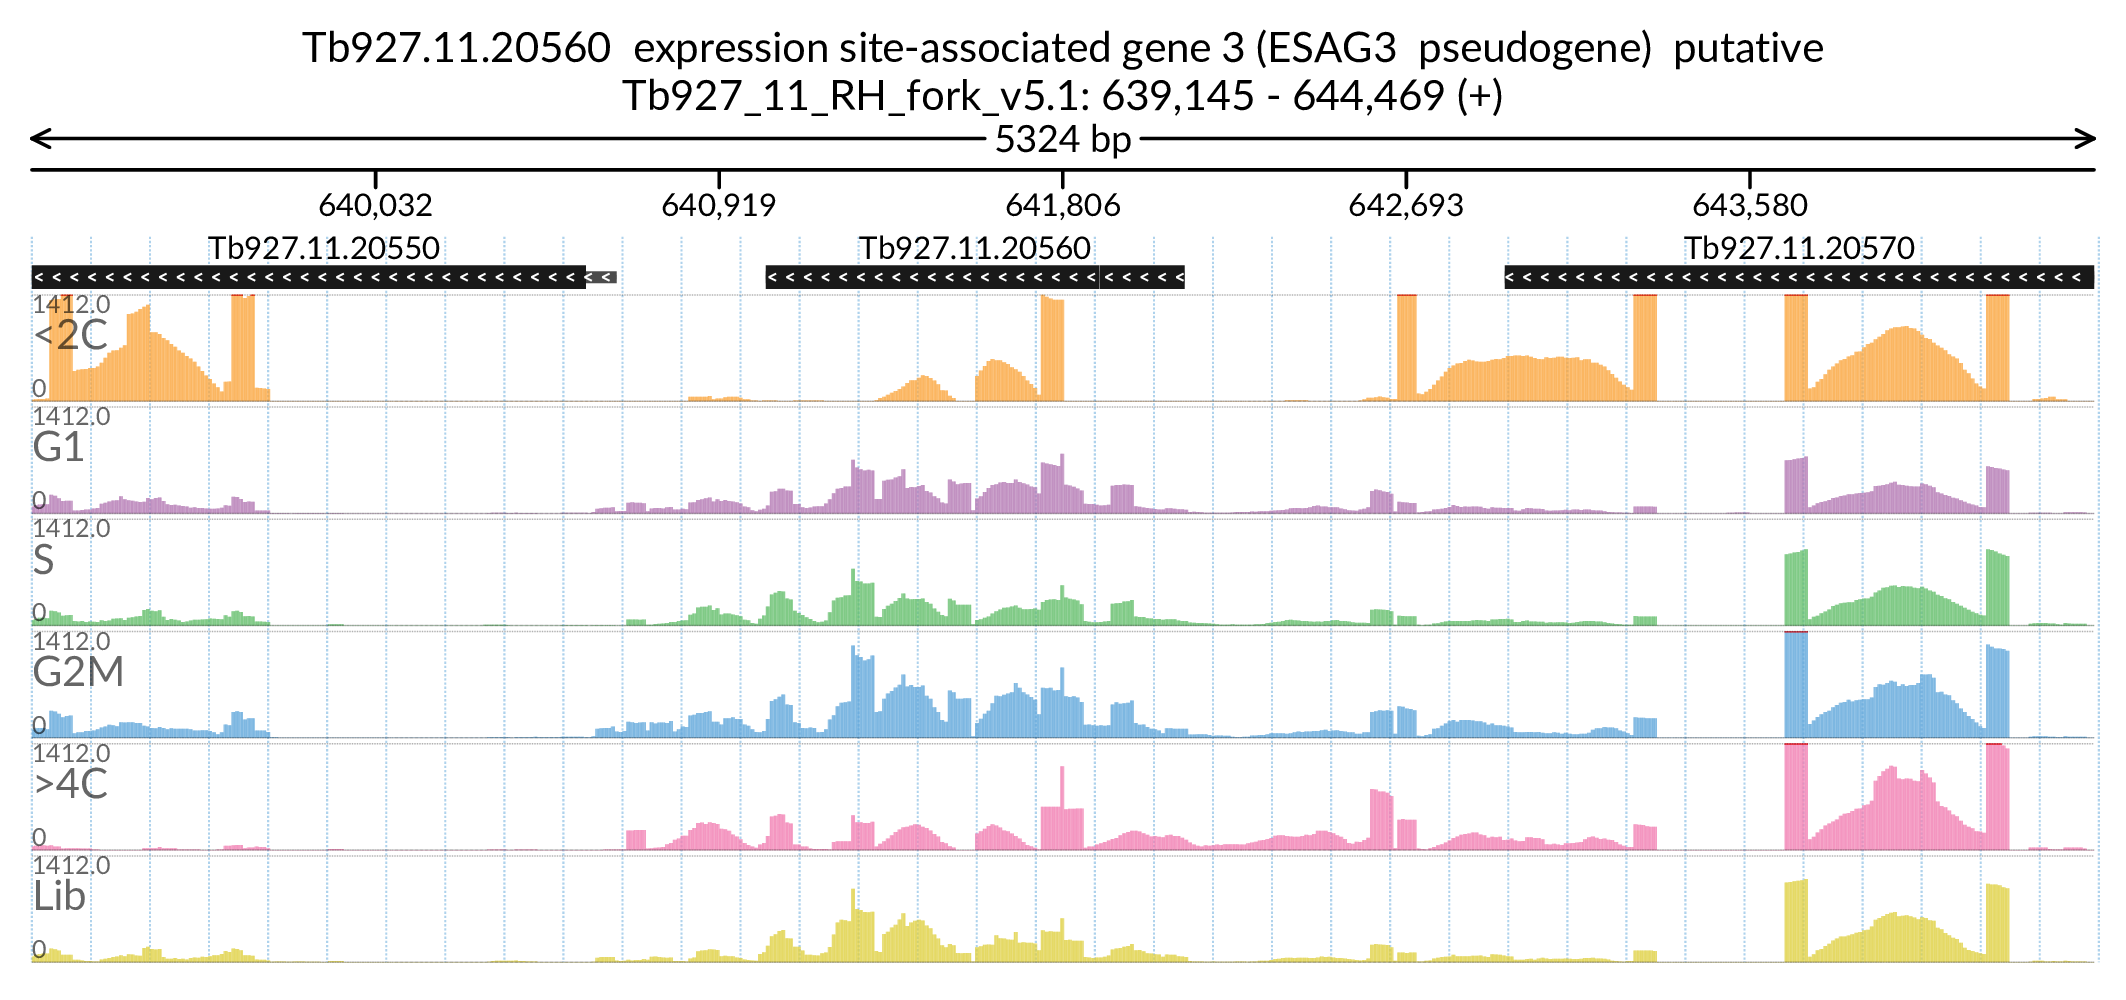 Tb927.11.20560 expression site-associated gene 3 (ESAG3 pseudogene) putative
Tb927_11_RH_fork_v5.1: 639,145 - 644,469 (+)
5324 bp
640,032 640,919 641,806 642,693 643,580
Tb927.11.20550 Tb927.11.20560 Tb927.11.20570
1412.0
<2C
0
1412.0
G1
0
1412.0
S
0
1412.0
G2M
0
1412.0
>4C
0
1412.0
Lib
0